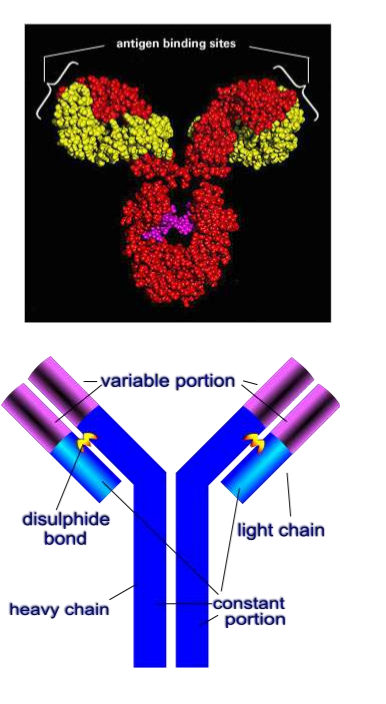 antigen binding sites
variable portion
disulphide
bond
light chain
heavy chain
constant
portion